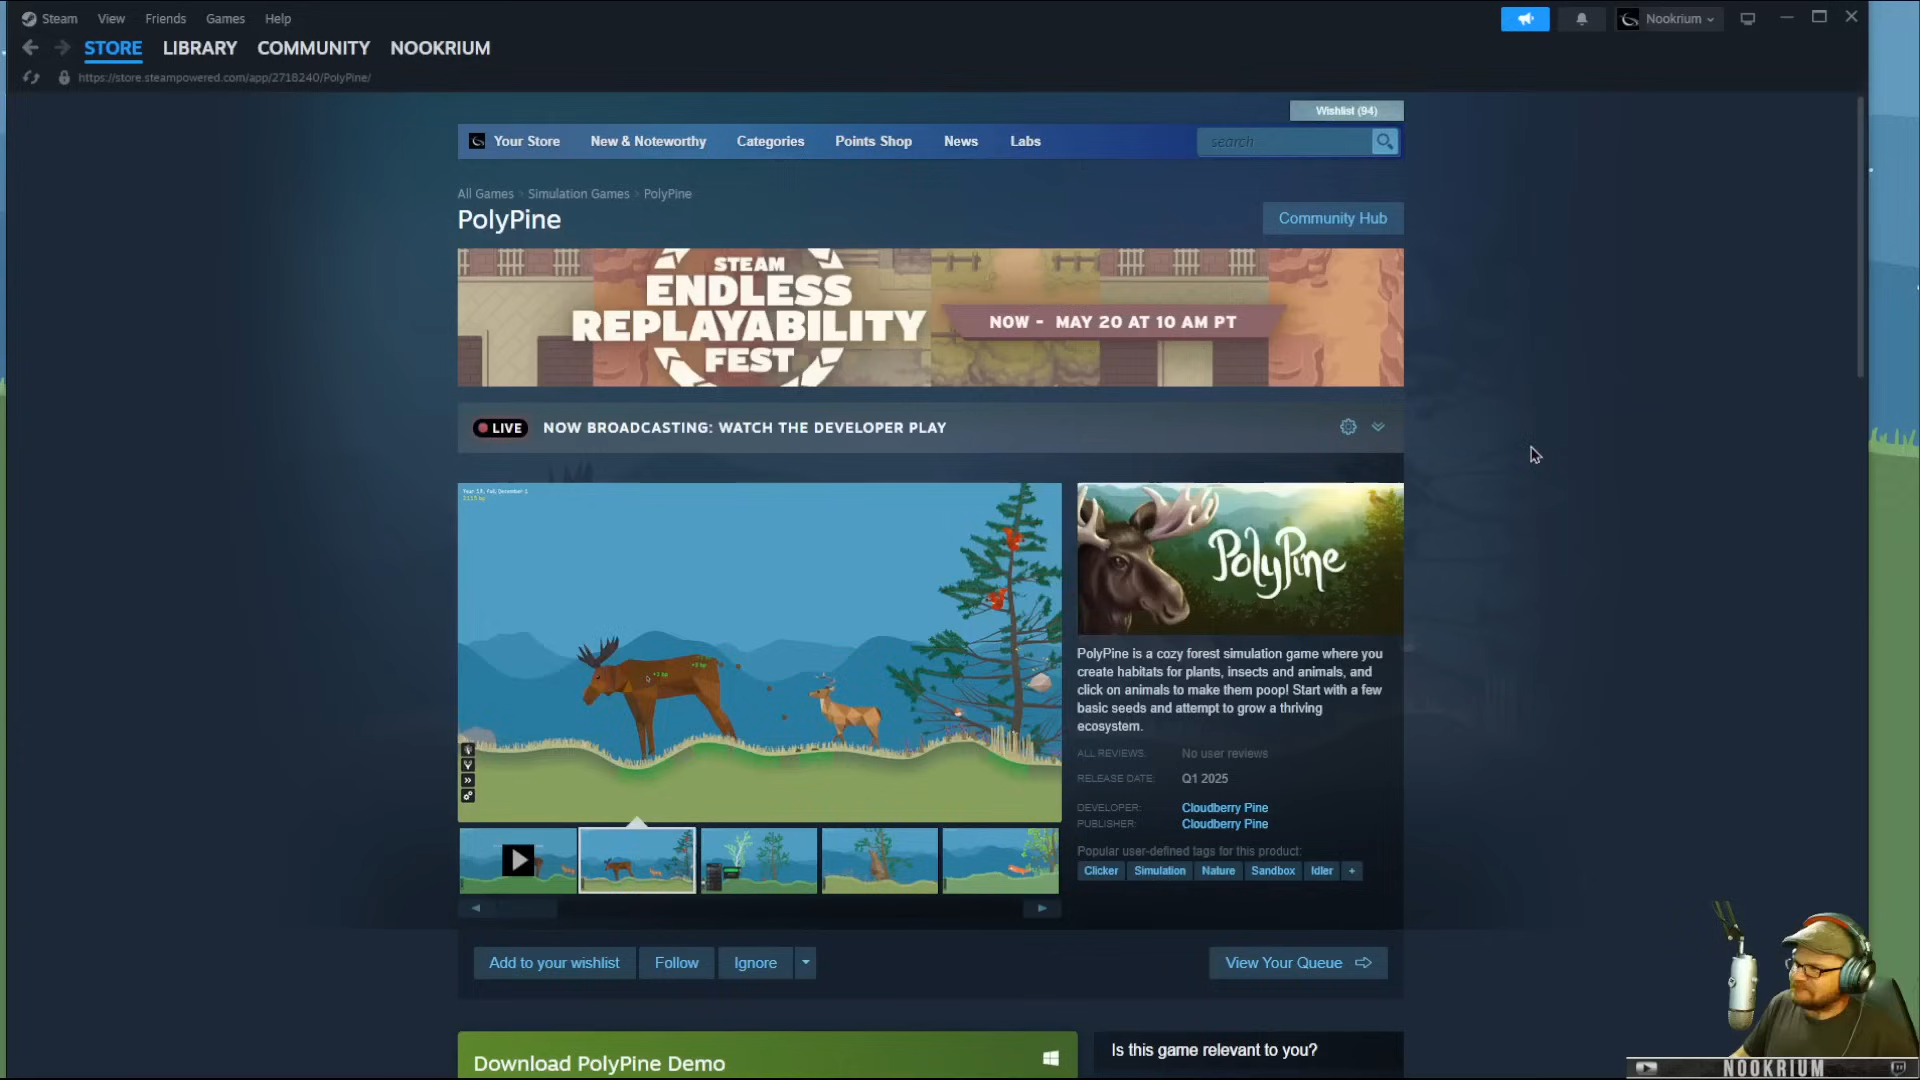 Steam View Friends Games Help
Nookrium
STORE LIBRARY COMMUNITY NOOKRIUM
https://store.steampowered.com/app/2718240/PolyPine/
Wishlist (94)
Your Store New & Noteworthy Categories Points Shop News Labs search
All Games > Simulation Games > PolyPine
PolyPine
Community Hub
STEAM
ENDLESS
REPLAYABILITY
FEST
NOW - MAY 20 AT 10 AM PT
LIVE NOW BROADCASTING: WATCH THE DEVELOPER PLAY
PolyPine
PolyPine is a cozy forest simulation game where you
create habitats for plants, insects and animals, and
click on animals to make them poop! Start with a few
basic seeds and attempt to grow a thriving
ecosystem.
ALL REVIEWS: No user reviews
RELEASE DATE: Q1 2025
DEVELOPER: Cloudberry Pine
PUBLISHER: Cloudberry Pine
Popular user-defined tags for this product:
Clicker Simulation Nature Sandbox Idler +
Add to your wishlist Follow Ignore
View Your Queue
Download PolyPine Demo
Is this game relevant to you?
NOOKRIUM